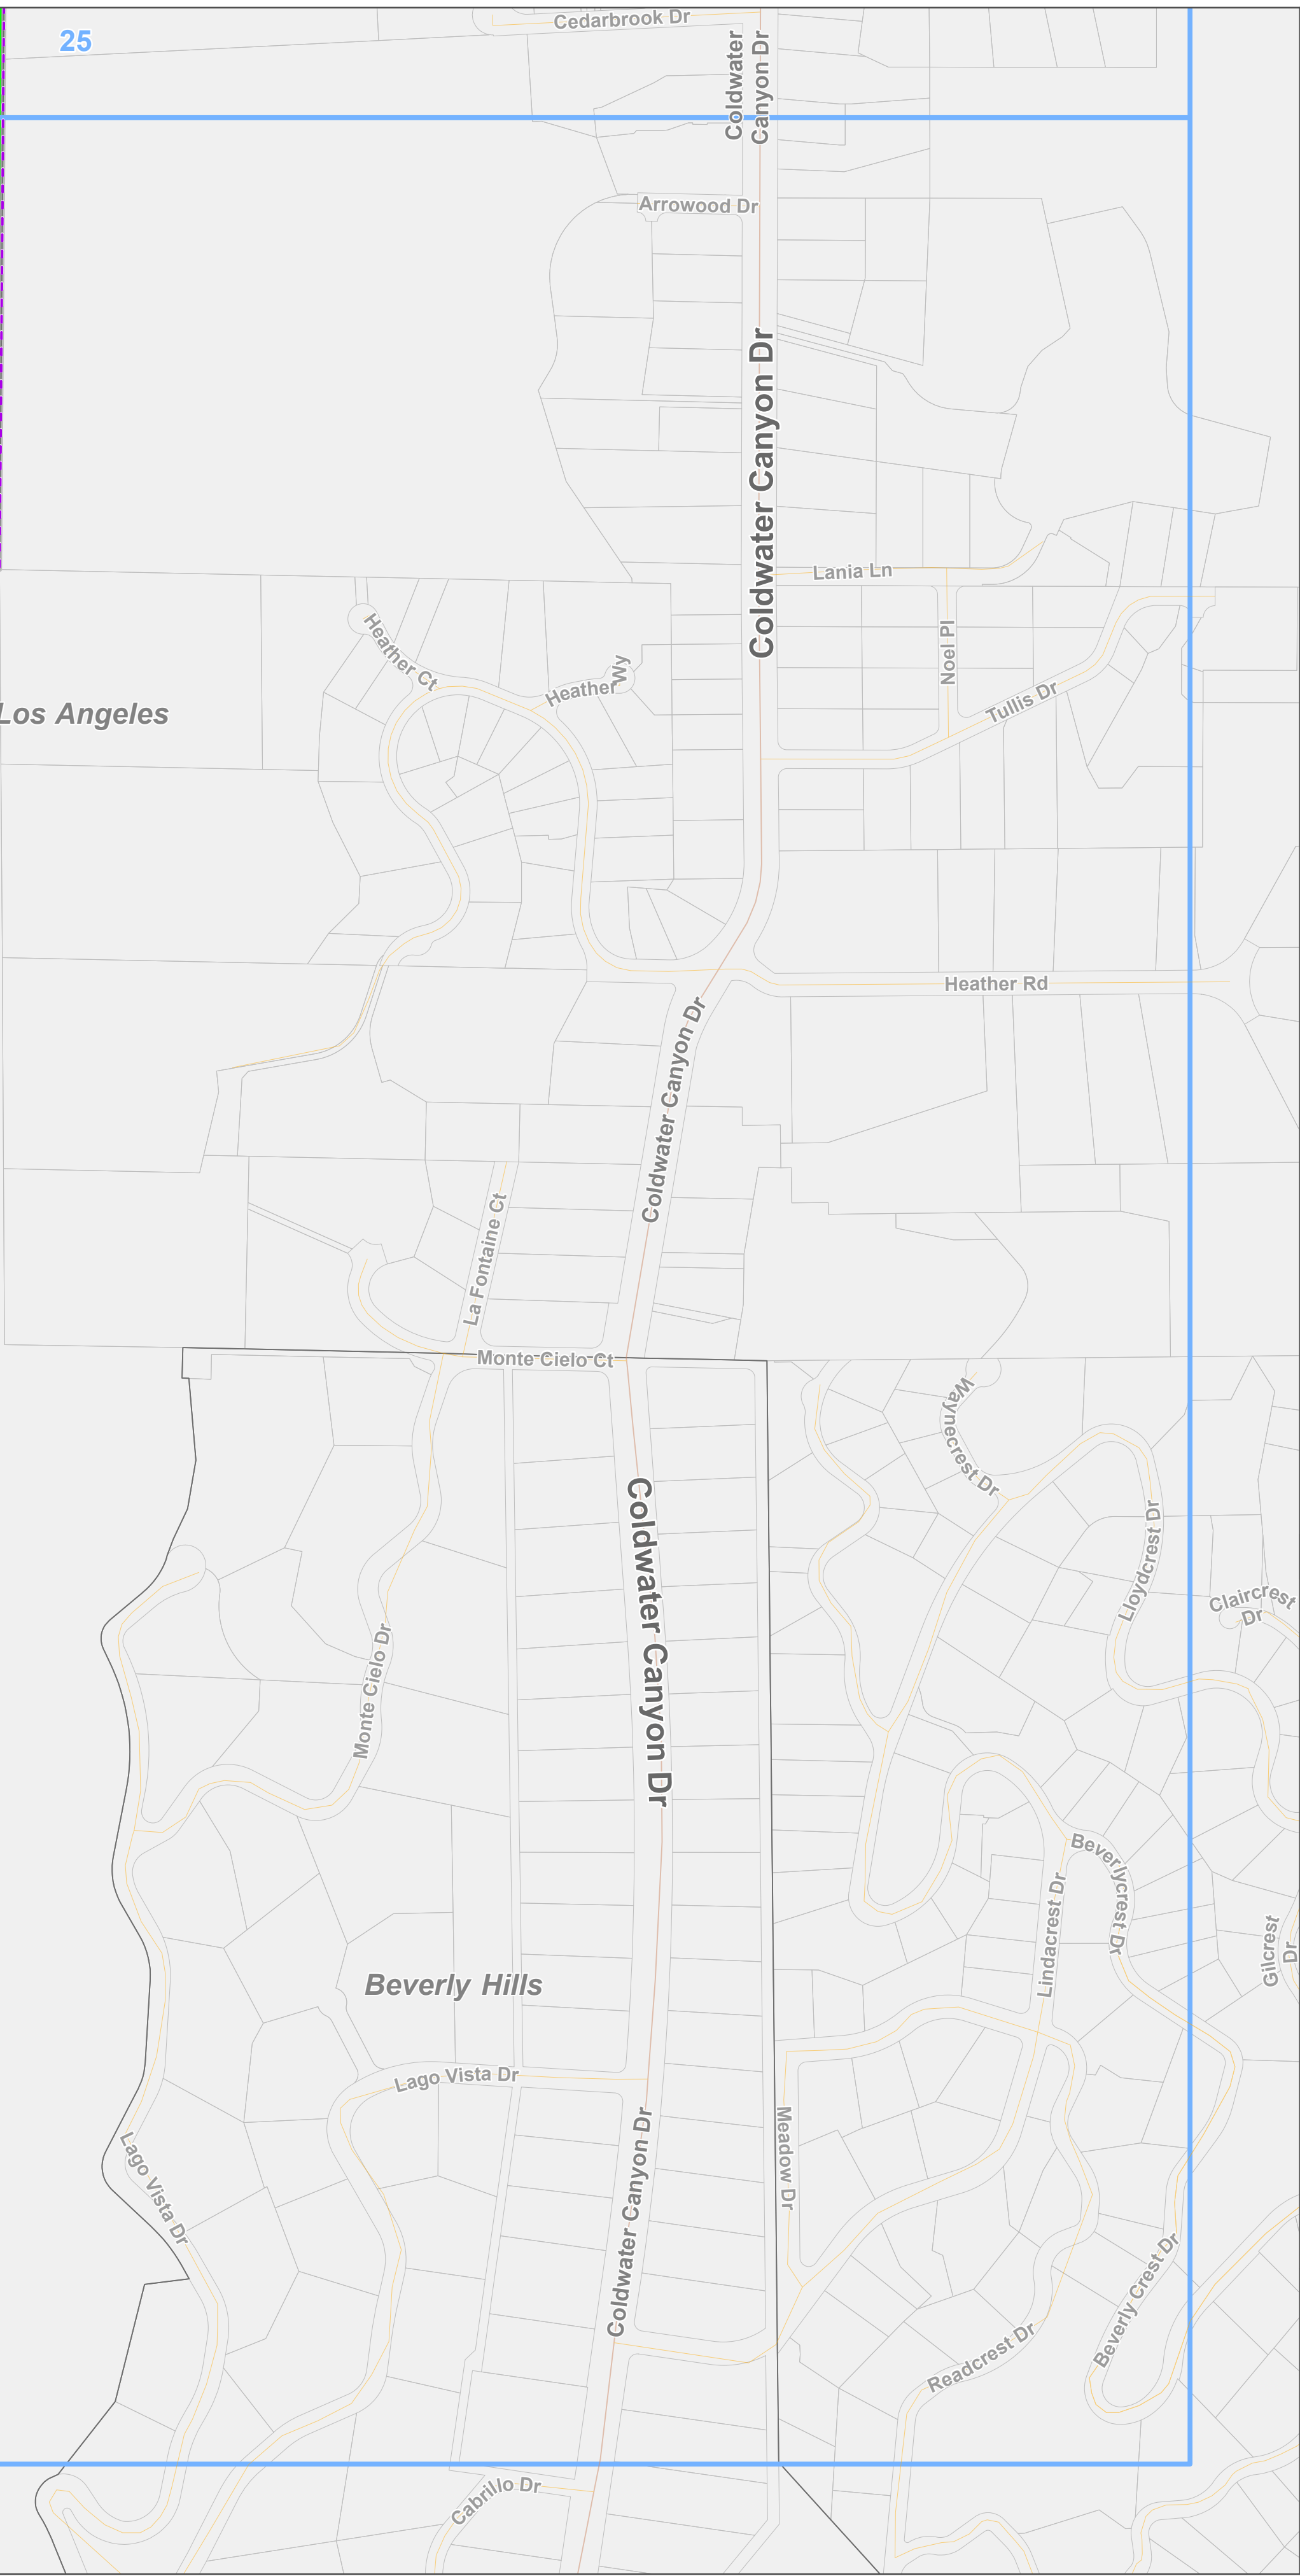 Cedarbrook Dr
25
Coldwater
Canyon Dr
Arrowood Dr
Coldwater Canyon Dr
Lania Ln
Heather Ct
Noel Pl
Heather Wy
Tullis Dr
Los Angeles
Heather Rd
Coldwater Canyon Dr
La Fontaine Ct
Monte Cielo Ct
Waynecrest Dr
Coldwater Canyon Dr
Lloydcrest Dr
Claircrest
Dr
Monte Cielo Dr
Beverlycrest Dr
Lindacrest Dr
Gilcrest
Dr
Beverly Hills
Lago Vista Dr
Meadow Dr
Lago Vista Dr
Coldwater Canyon Dr
Beverly Crest Dr
Readcrest Dr
Cabrillo Dr